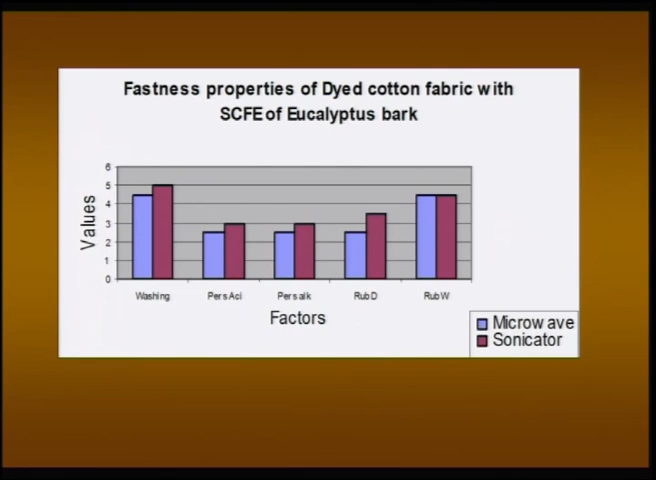 Fastness properties of Dyed cotton fabric with
SCFE of Eucalyptus bark
6
5
4
3
2
1
0
Values
Washing Pers Aci Pers alk Rub D Rub W
Factors
Microwave
Sonicator